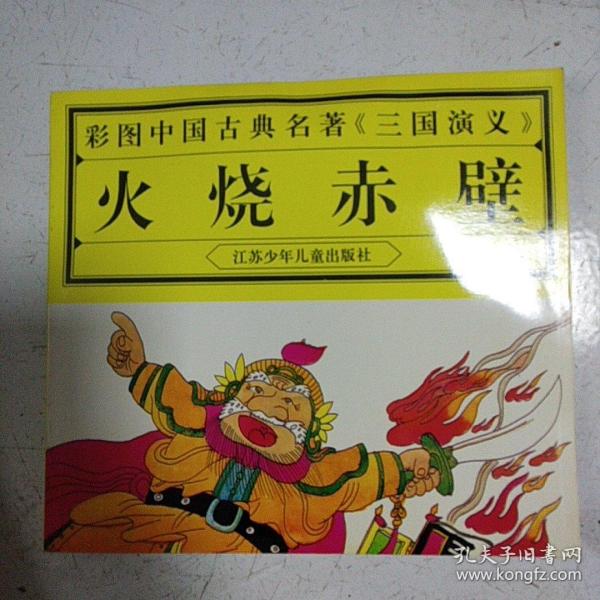 彩图中国古典名著《三国演义》
火烧赤壁
江苏少年儿童出版社
孔夫子旧书网
www.kongfz.com